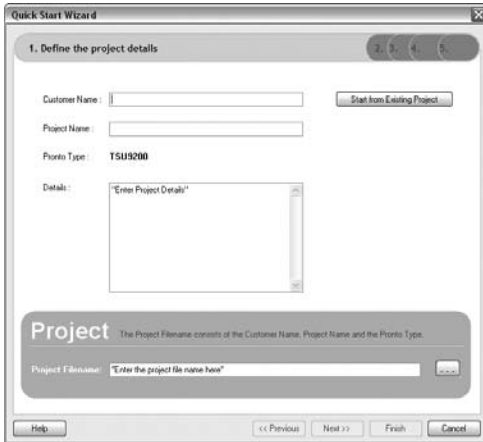 Quick Start Wizard
1. Define the project details
2. 3. 4. 5.
Customer Name :
Start from Existing Project
Project Name :
Pronto Type : TSU9200
Details : "Enter Project Details"
Project The Project Filename consists of the Customer Name, Project Name and the Pronto Type.
Project Filename: "Enter the project file name here" ...
Help << Previous Next >> Finish Cancel